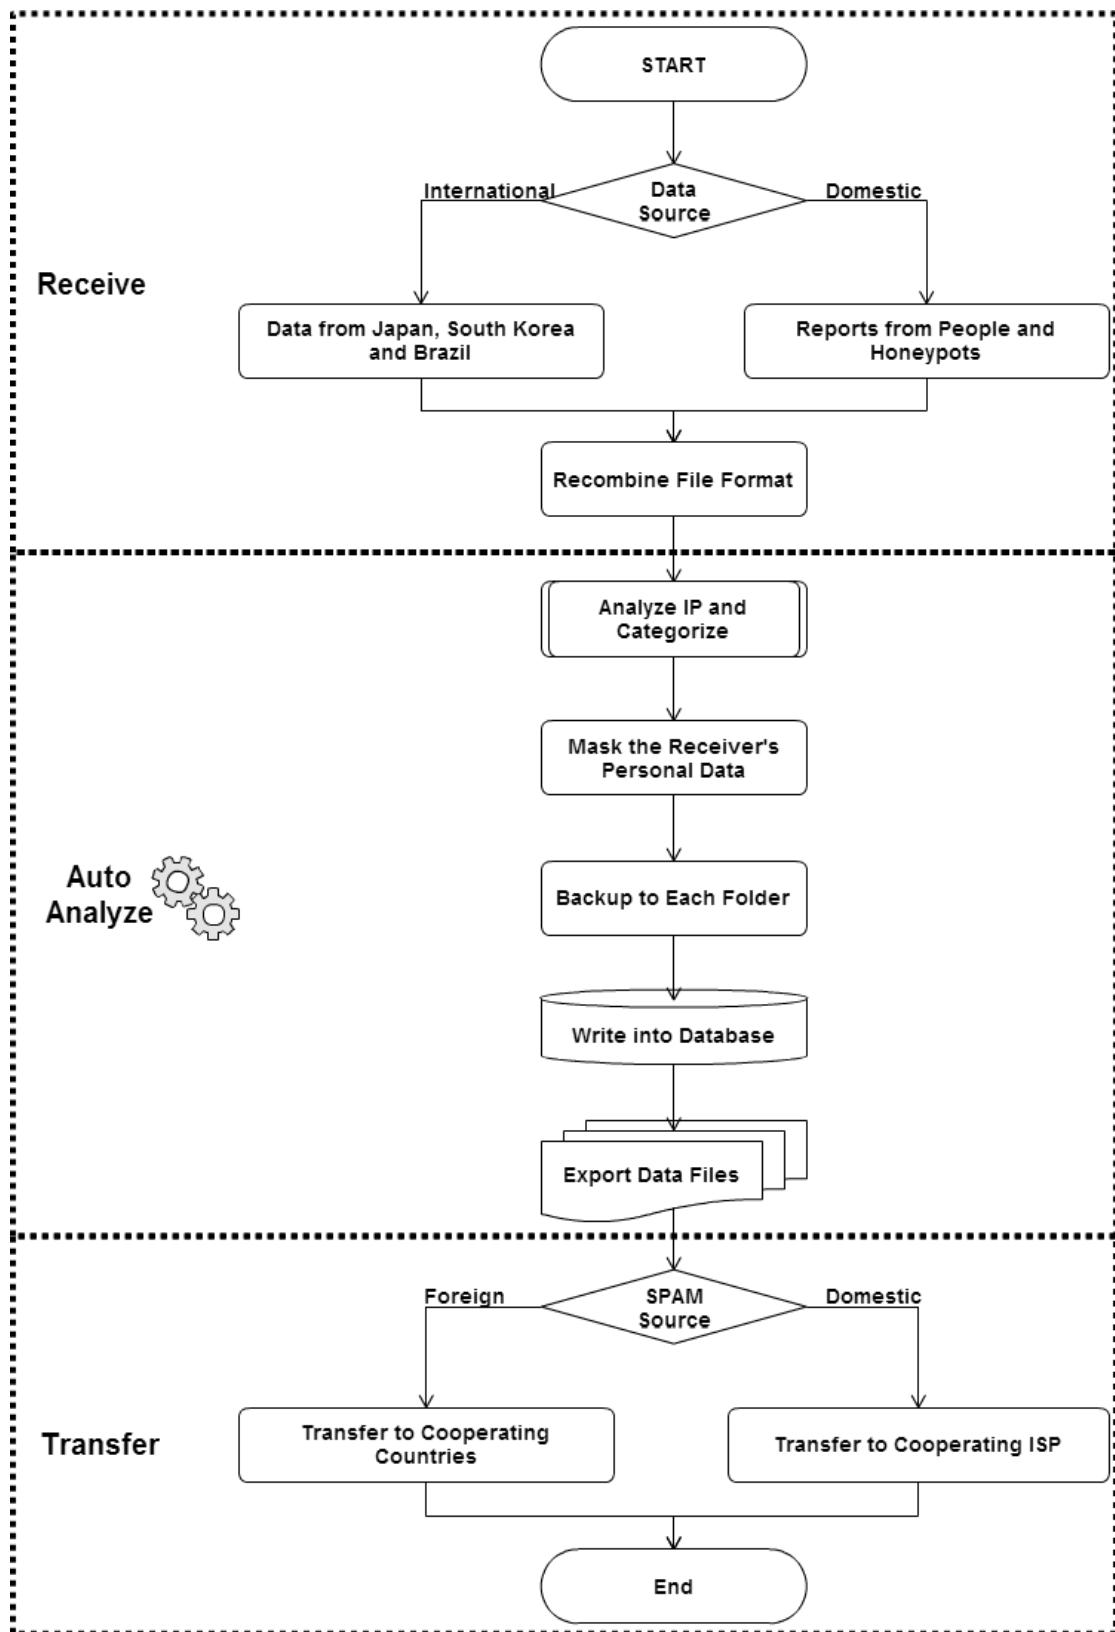 START
International
Data
Source
Domestic
Receive
Data from Japan, South Korea
and Brazil
Reports from People and
Honeypots
Recombine File Format
Analyze IP and
Categorize
Mask the Receiver's
Personal Data
Auto
Analyze
Backup to Each Folder
Write into Database
Export Data Files
Foreign
SPAM
Source
Domestic
Transfer
Transfer to Cooperating
Countries
Transfer to Cooperating ISP
End